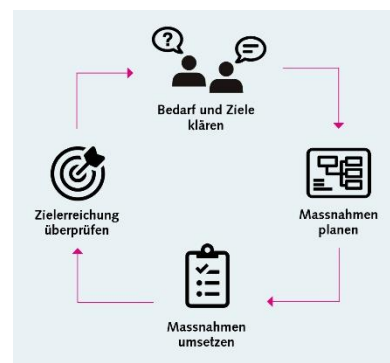 ?
Bedarf und Ziele
klären
Massnahmen
planen
Massnahmen
umsetzen
Zielerreichung
überprüfen